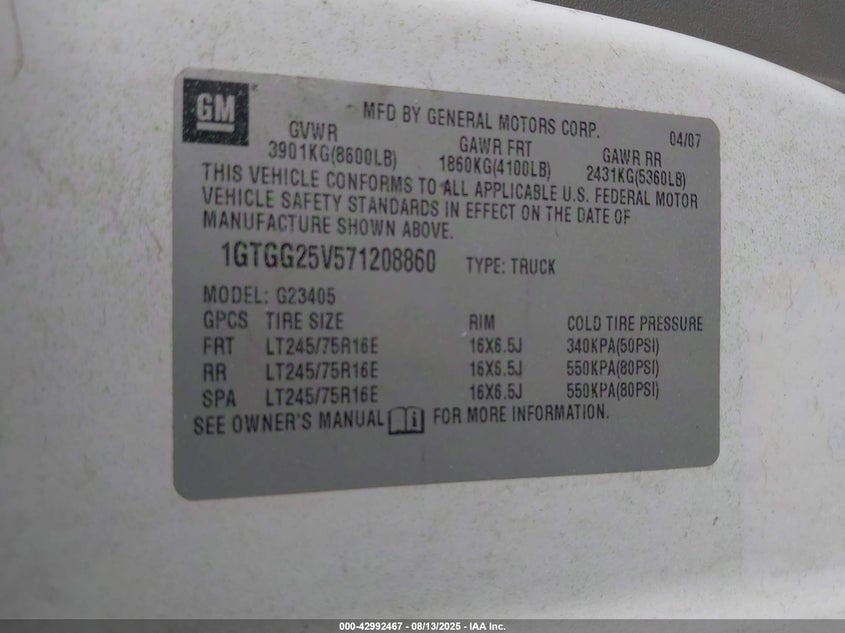 GM
MFD BY GENERAL MOTORS CORP. 04/07
GVWR GAWR FRT GAWR RR
3901KG(8600LB) 1860KG(4100LB) 2431KG(5360LB)
THIS VEHICLE CONFORMS TO ALL APPLICABLE U.S. FEDERAL MOTOR
VEHICLE SAFETY STANDARDS IN EFFECT ON THE DATE OF
MANUFACTURE SHOWN ABOVE.
1GTGG25V571208860 TYPE: TRUCK
MODEL: G23405
GPCS TIRE SIZE RIM COLD TIRE PRESSURE
FRT LT245/75R16E 16X6.5J 340KPA(50PSI)
RR LT245/75R16E 16X6.5J 550KPA(80PSI)
SPA LT245/75R16E 16X6.5J 550KPA(80PSI)
SEE OWNER'S MANUAL i FOR MORE INFORMATION.
000-42992467 - 08/13/2025 - IAA Inc.